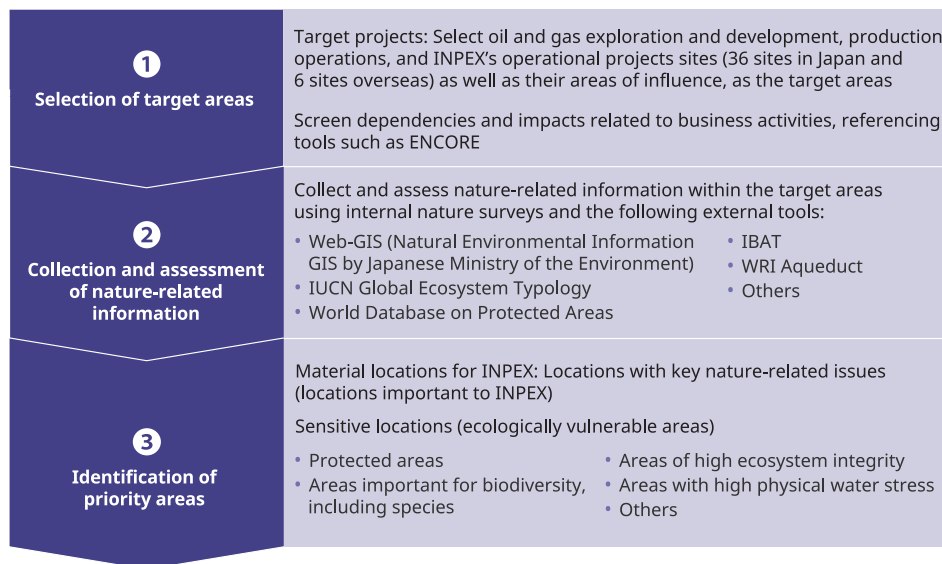 1
Selection of target areas
Target projects: Select oil and gas exploration and development, production
operations, and INPEX's operational projects sites (36 sites in Japan and
6 sites overseas) as well as their areas of influence, as the target areas
Screen dependencies and impacts related to business activities, referencing
tools such as ENCORE
2
Collection and assessment
of nature-related
information
Collect and assess nature-related information within the target areas
using internal nature surveys and the following external tools:
• Web-GIS (Natural Environmental Information
GIS by Japanese Ministry of the Environment)
• IUCN Global Ecosystem Typology
• World Database on Protected Areas
• IBAT
• WRI Aqueduct
• Others
3
Identification of
priority areas
Material locations for INPEX: Locations with key nature-related issues
(locations important to INPEX)
Sensitive locations (ecologically vulnerable areas)
• Protected areas
• Areas important for biodiversity,
including species
• Areas of high ecosystem integrity
• Areas with high physical water stress
• Others